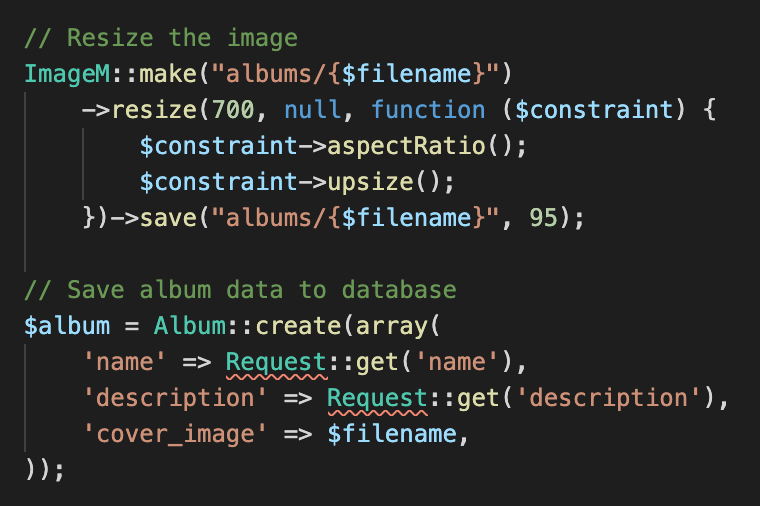 // Resize the image
ImageM::make("albums/{$filename}")
->resize(700, null, function ($constraint) {
$constraint->aspectRatio();
$constraint->upsize();
})->save("albums/{$filename}", 95);
// Save album data to database
$album = Album::create(array(
'name' => Request::get('name'),
'description' => Request::get('description'),
'cover_image' => $filename,
));